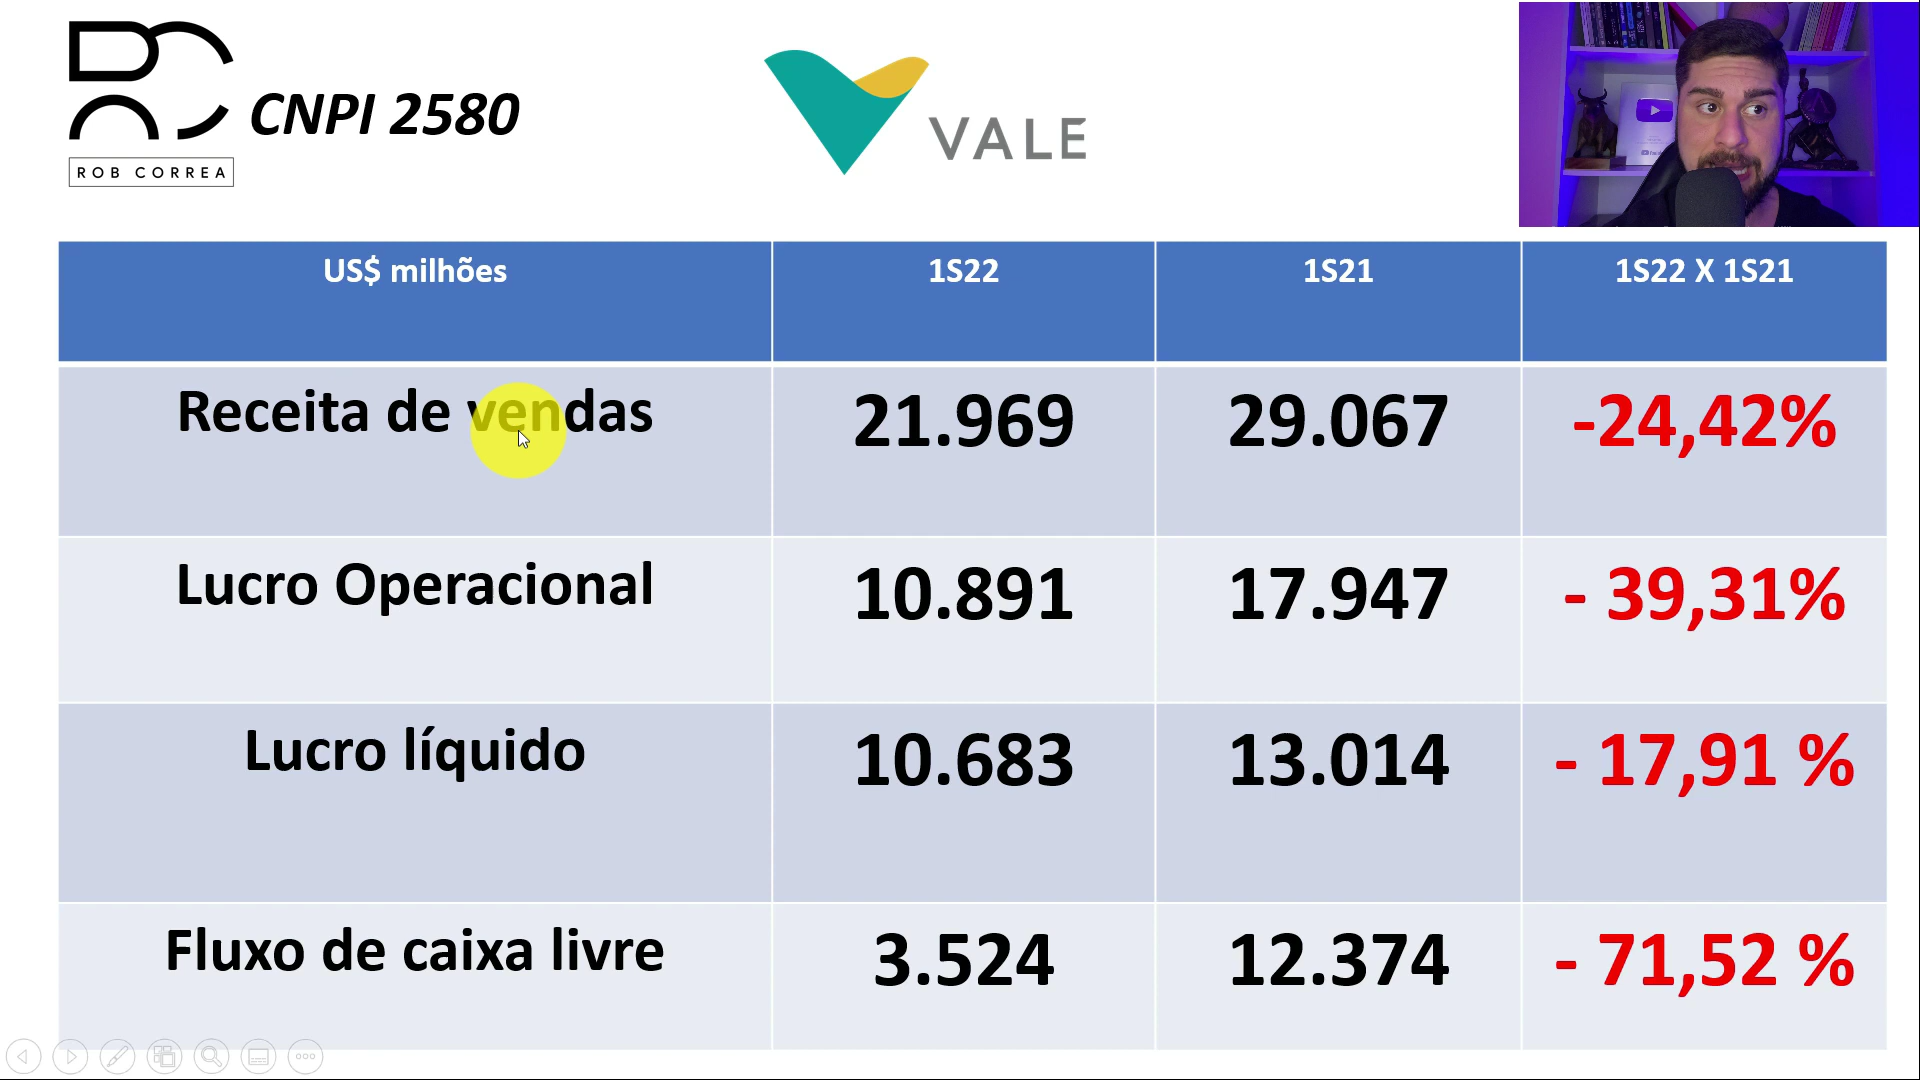 ROB CORREA
CNPI 2580
VALE
US$ milhões 1S22 1S21 1S22 X 1S21
Receita de vendas 21.969 29.067 -24,42%
Lucro Operacional 10.891 17.947 - 39,31%
Lucro líquido 10.683 13.014 - 17,91 %
Fluxo de caixa livre 3.524 12.374 - 71,52 %